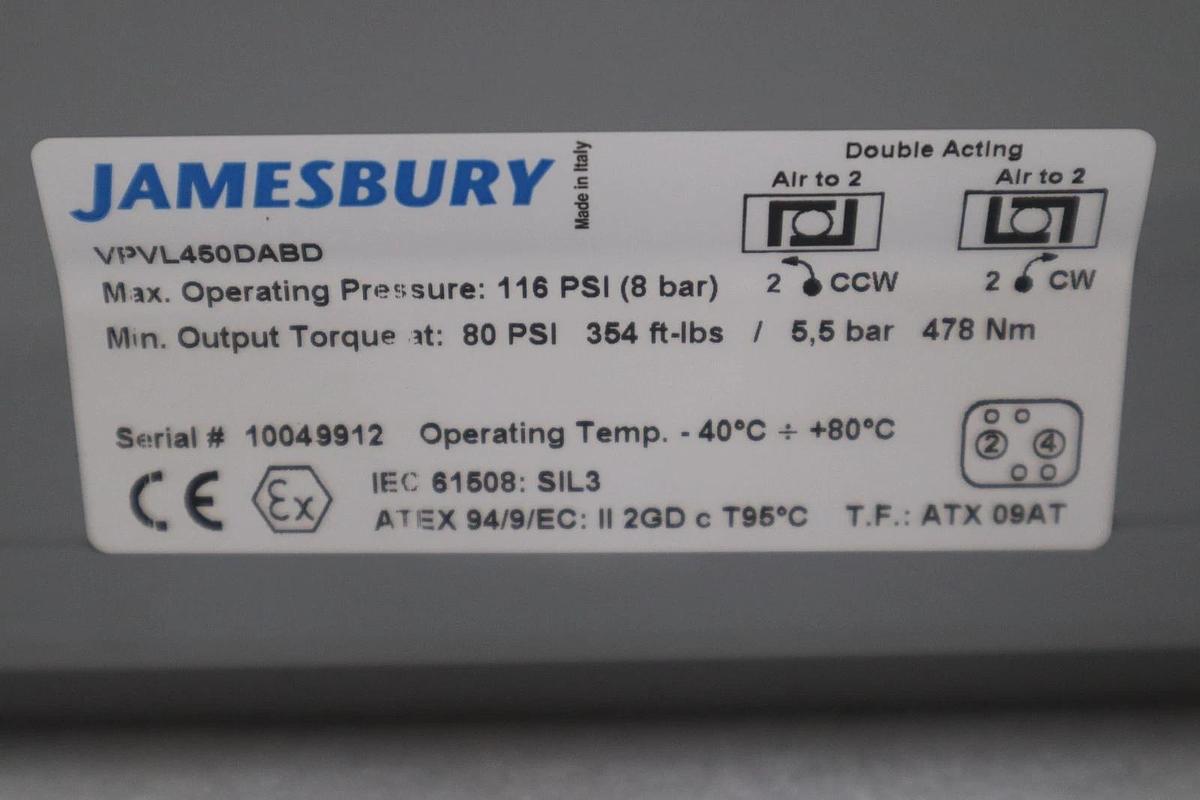 JAMESBURY
Made in Italy
Double Acting
Air to 2
Air to 2
VPVL450DABD
2 CCW
2 CW
Max. Operating Pressure: 116 PSI (8 bar)
Min. Output Torque at: 80 PSI 354 ft-lbs / 5,5 bar 478 Nm
Serial # 10049912 Operating Temp. - 40°C ÷ +80°C
2 4
CE Ex
IEC 61508: SIL3
ATEX 94/9/EC: II 2GD c T95°C T.F.: ATX 09AT